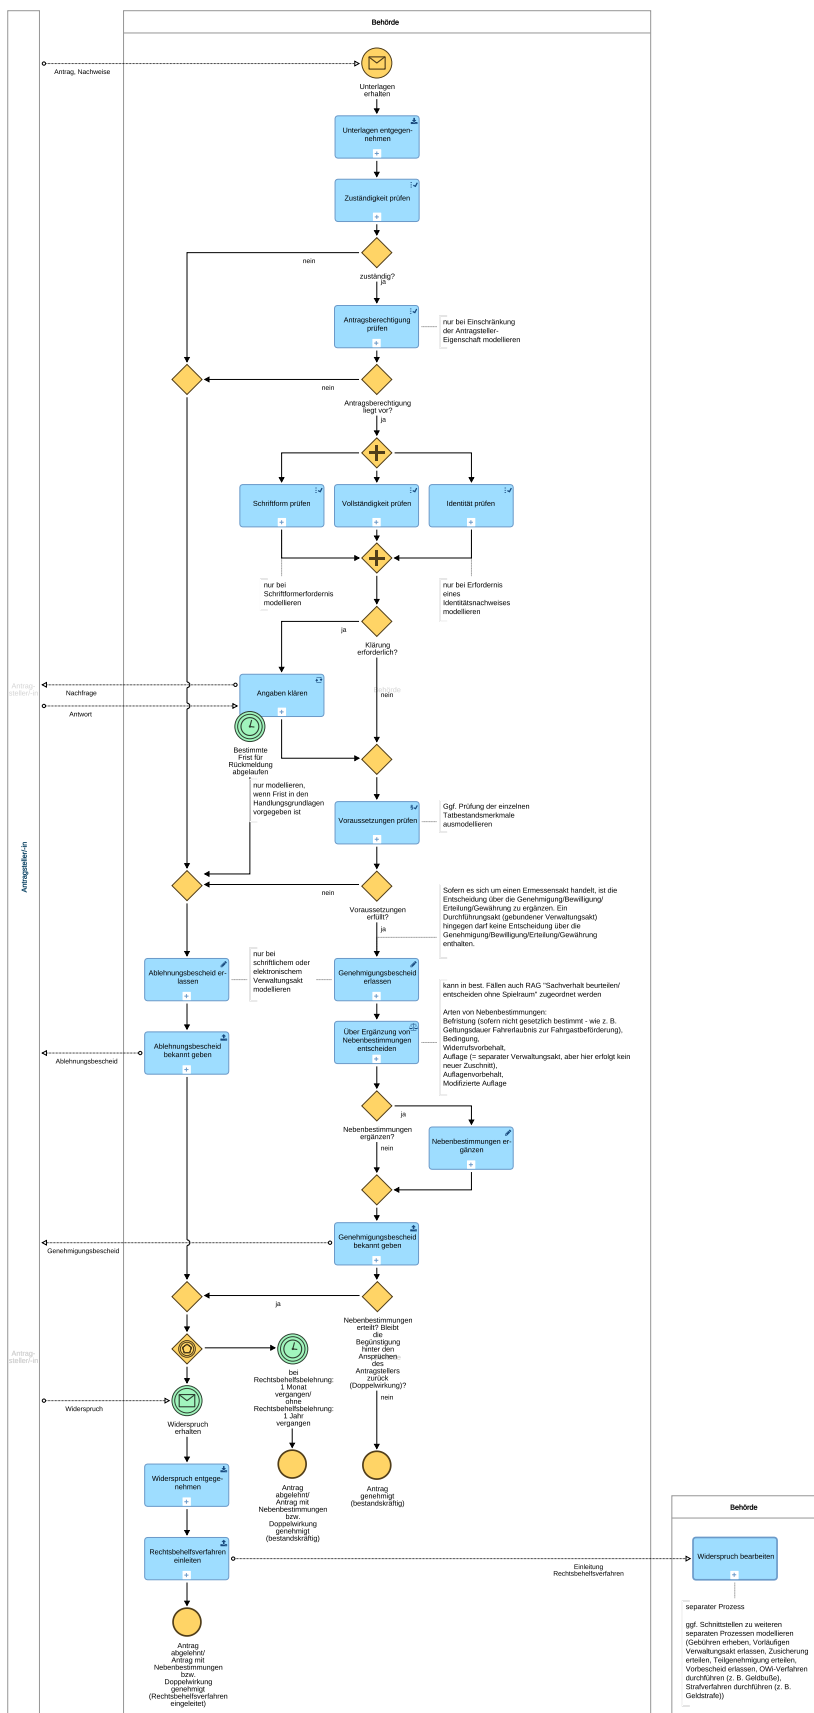 Behörde
Antrag, Nachweise
Unterlagen
erhalten
Unterlagen entgegen-
nehmen
Zuständigkeit prüfen
nein
zuständig?
ja
Antragsberechtigung
prüfen
nur bei Einschränkung
der Antragsteller-
Eigenschaft modellieren
nein
Antragsberechtigung
liegt vor?
ja
Schriftform prüfen
Vollständigkeit prüfen
Identität prüfen
nur bei
Schriftformerfordernis
modellieren
nur bei Erfordernis
eines
Identitätsnachweises
modellieren
ja
Klärung
erforderlich?
Antrag-
steller/-in
Nachfrage
Angaben klären
Behörde
nein
Antwort
Bestimmte
Frist für
Rückmeldung
abgelaufen
nur modellieren,
wenn Frist in den
Handlungsgrundlagen
vorgegeben ist
Voraussetzungen prüfen
Ggf. Prüfung der einzelnen
Tatbestandsmerkmale
ausmodellieren
Antragsteller/-in
nein
Voraussetzungen
erfüllt?
ja
Sofern es sich um einen Ermessensakt handelt, ist die
Entscheidung über die Genehmigung/Bewilligung/
Erteilung/Gewährung zu ergänzen. Ein
Durchführungsakt (gebundener Verwaltungsakt)
hingegen darf keine Entscheidung über die
Genehmigung/Bewilligung/Erteilung/Gewährung
enthalten.
Ablehnungsbescheid er-
lassen
nur bei
schriftlichem oder
elektronischem
Verwaltungsakt
modellieren
Genehmigungsbescheid
erlassen
kann in best. Fällen auch RAG "Sachverhalt beurteilen/
entscheiden ohne Spielraum" zugeordnet werden
Arten von Nebenbestimmungen:
Befristung (sofern nicht gesetzlich bestimmt - wie z. B.
Geltungsdauer Fahrerlaubnis zur Fahrgastbeförderung),
Bedingung,
Widerrufsvorbehalt,
Auflage (= separater Verwaltungsakt, aber hier erfolgt kein
neuer Zuschnitt),
Auflagenvorbehalt,
Modifizierte Auflage
Über Ergänzung von
Nebenbestimmungen
entscheiden
Ablehnungsbescheid
bekannt geben
Ablehnungsbescheid
ja
Nebenbestimmungen
ergänzen?
nein
Nebenbestimmungen er-
gänzen
Genehmigungsbescheid
bekannt geben
Genehmigungsbescheid
ja
Nebenbestimmungen
erteilt? Bleibt
die
Begünstigung
hinter den
Ansprüchen
des
Antragstellers
zurück
(Doppelwirkung)?
nein
Antrag-
steller/-in
bei
Rechtsbehelfsbelehrung:
1 Monat
vergangen/
ohne
Rechtsbehelfsbelehrung:
1 Jahr
vergangen
Widerspruch
Widerspruch
erhalten
Widerspruch entgege-
nehmen
Antrag
abgelehnt/
Antrag mit
Nebenbestimmungen
bzw.
Doppelwirkung
genehmigt
(bestandskräftig)
Antrag
genehmigt
(bestandskräftig)
Behörde
Rechtsbehelfsverfahren
einleiten
Einleitung
Rechtsbehelfsverfahren
Widerspruch bearbeiten
separater Prozess
ggf. Schnittstellen zu weiteren
separaten Prozessen modellieren
(Gebühren erheben, Vorläufigen
Verwaltungsakt erlassen, Zusicherung
erteilen, Teilgenehmigung erteilen,
Vorbescheid erlassen, OWi-Verfahren
durchführen (z. B. Geldbuße),
Strafverfahren durchführen (z. B.
Geldstrafe))
Antrag
abgelehnt/
Antrag mit
Nebenbestimmungen
bzw.
Doppelwirkung
genehmigt
(Rechtsbehelfsverfahren
eingeleitet)